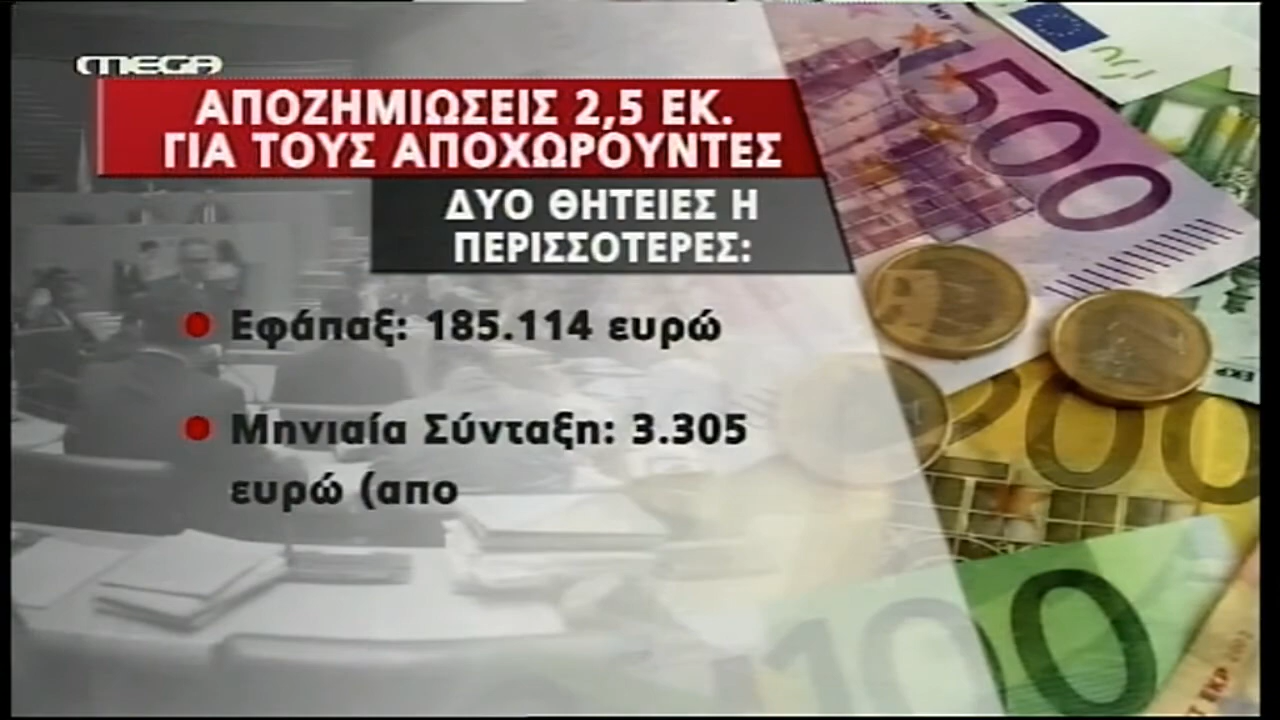 MEGA
ΑΠΟΖΗΜΙΩΣΕΙΣ 2,5 ΕΚ.
ΓΙΑ ΤΟΥΣ ΑΠΟΧΩΡΟΥΝΤΕΣ
ΔΥΟ ΘΗΤΕΙΕΣ Η
ΠΕΡΙΣΣΟΤΕΡΕΣ:
Εφάπαξ: 185.114 ευρώ
Μηνιαία Σύνταξη: 3.305
ευρώ (απο
500
200
100
ΕΚΡ